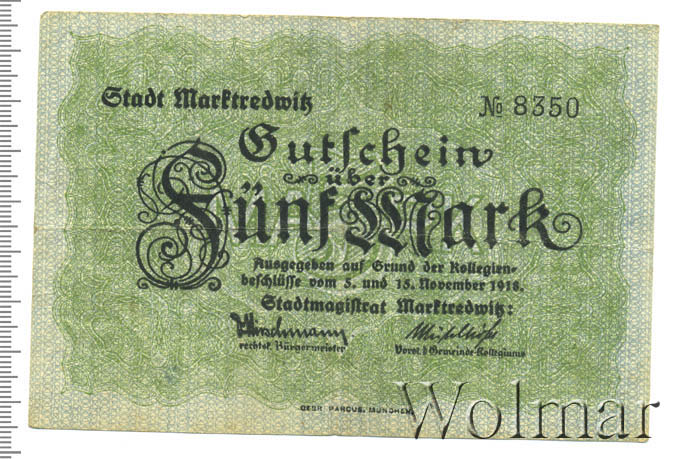 Stadt Marktredwitz
№ 8350
Gutschein
über
Fünf Mark
Ausgegeben auf Grund der Kollegien-
beschlüsse vom 5. und 15. November 1918.
Stadtmagistrat Marktredwitz:
rechtsk. Bürgermeister
Vorst. d Gemeinde-Kollegiums
GEBR. PARCUS, MÜNCHEN.
Wolmar